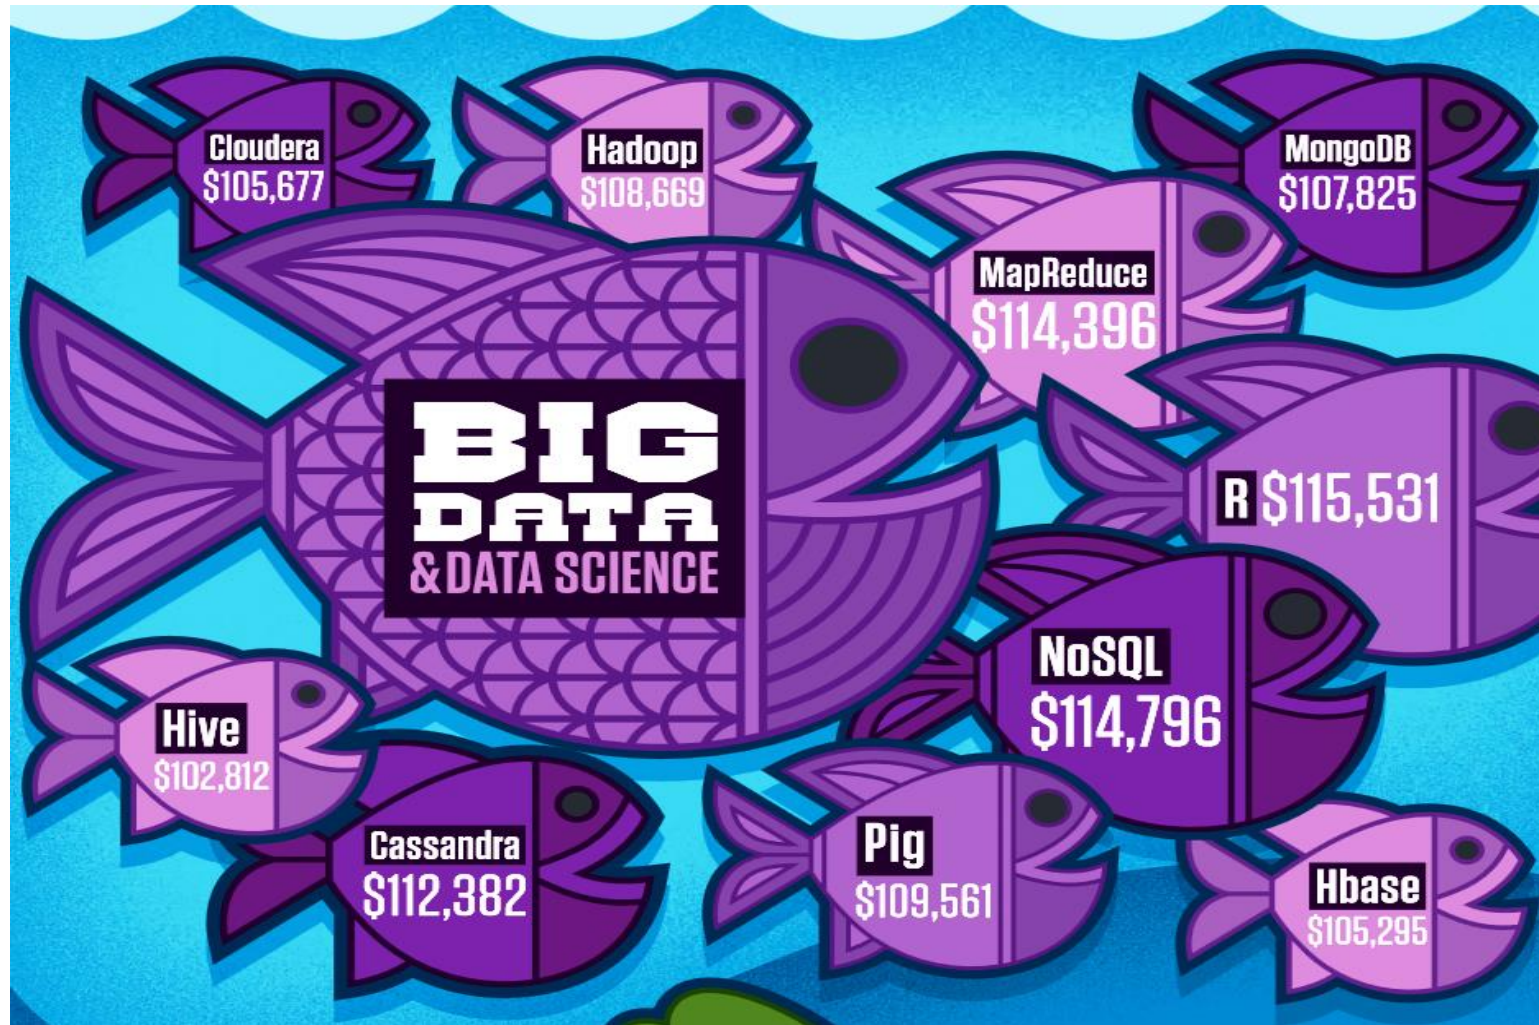 Cloudera
$105,677
Hadoop
$108,669
MongoDB
$107,825
MapReduce
$114,396
BIG
DATA
& DATA SCIENCE
R $115,531
NoSQL
$114,796
Hive
$102,812
Cassandra
$112,382
Pig
$109,561
Hbase
$105,295